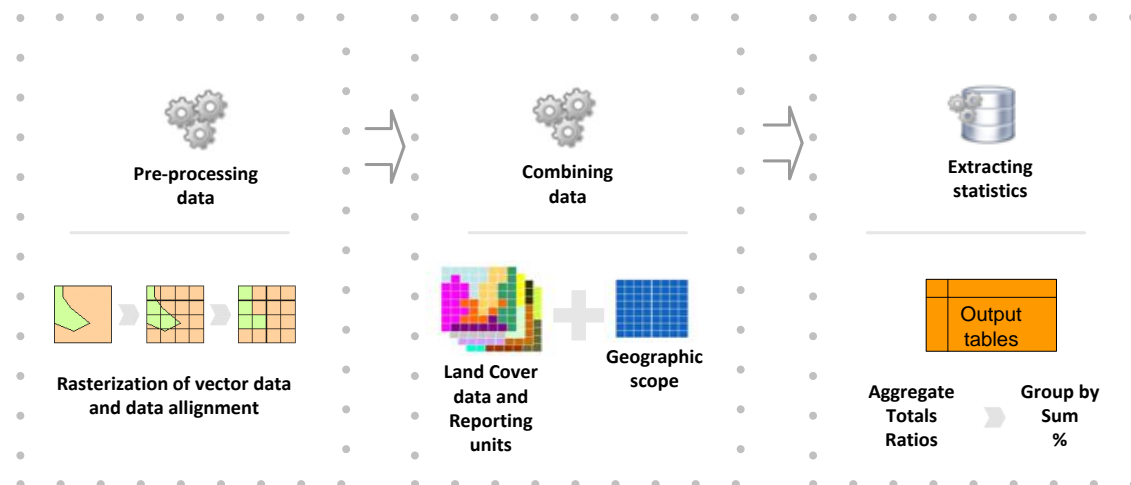 Pre-processing
data
Rasterization of vector data
and data allignment
Combining
data
Land Cover
data and
Reporting
units
Geographic
scope
Extracting
statistics
Output
tables
Aggregate
Totals
Ratios
Group by
Sum
%